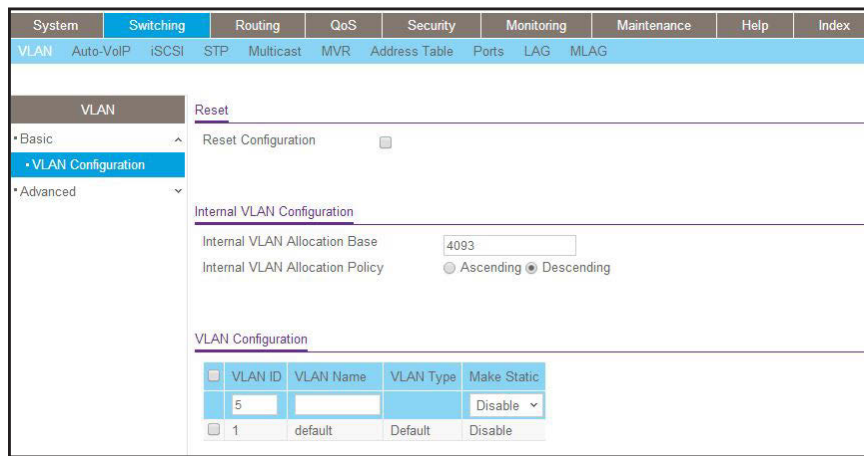 System Switching Routing QoS Security Monitoring Maintenance Help Index
VLAN Auto-VoIP iSCSI STP Multicast MVR Address Table Ports LAG MLAG
VLAN
Basic
VLAN Configuration
Advanced
Reset
Reset Configuration
Internal VLAN Configuration
Internal VLAN Allocation Base 4093
Internal VLAN Allocation Policy Ascending Descending
VLAN Configuration
VLAN ID VLAN Name VLAN Type Make Static
5 Disable
1 default Default Disable